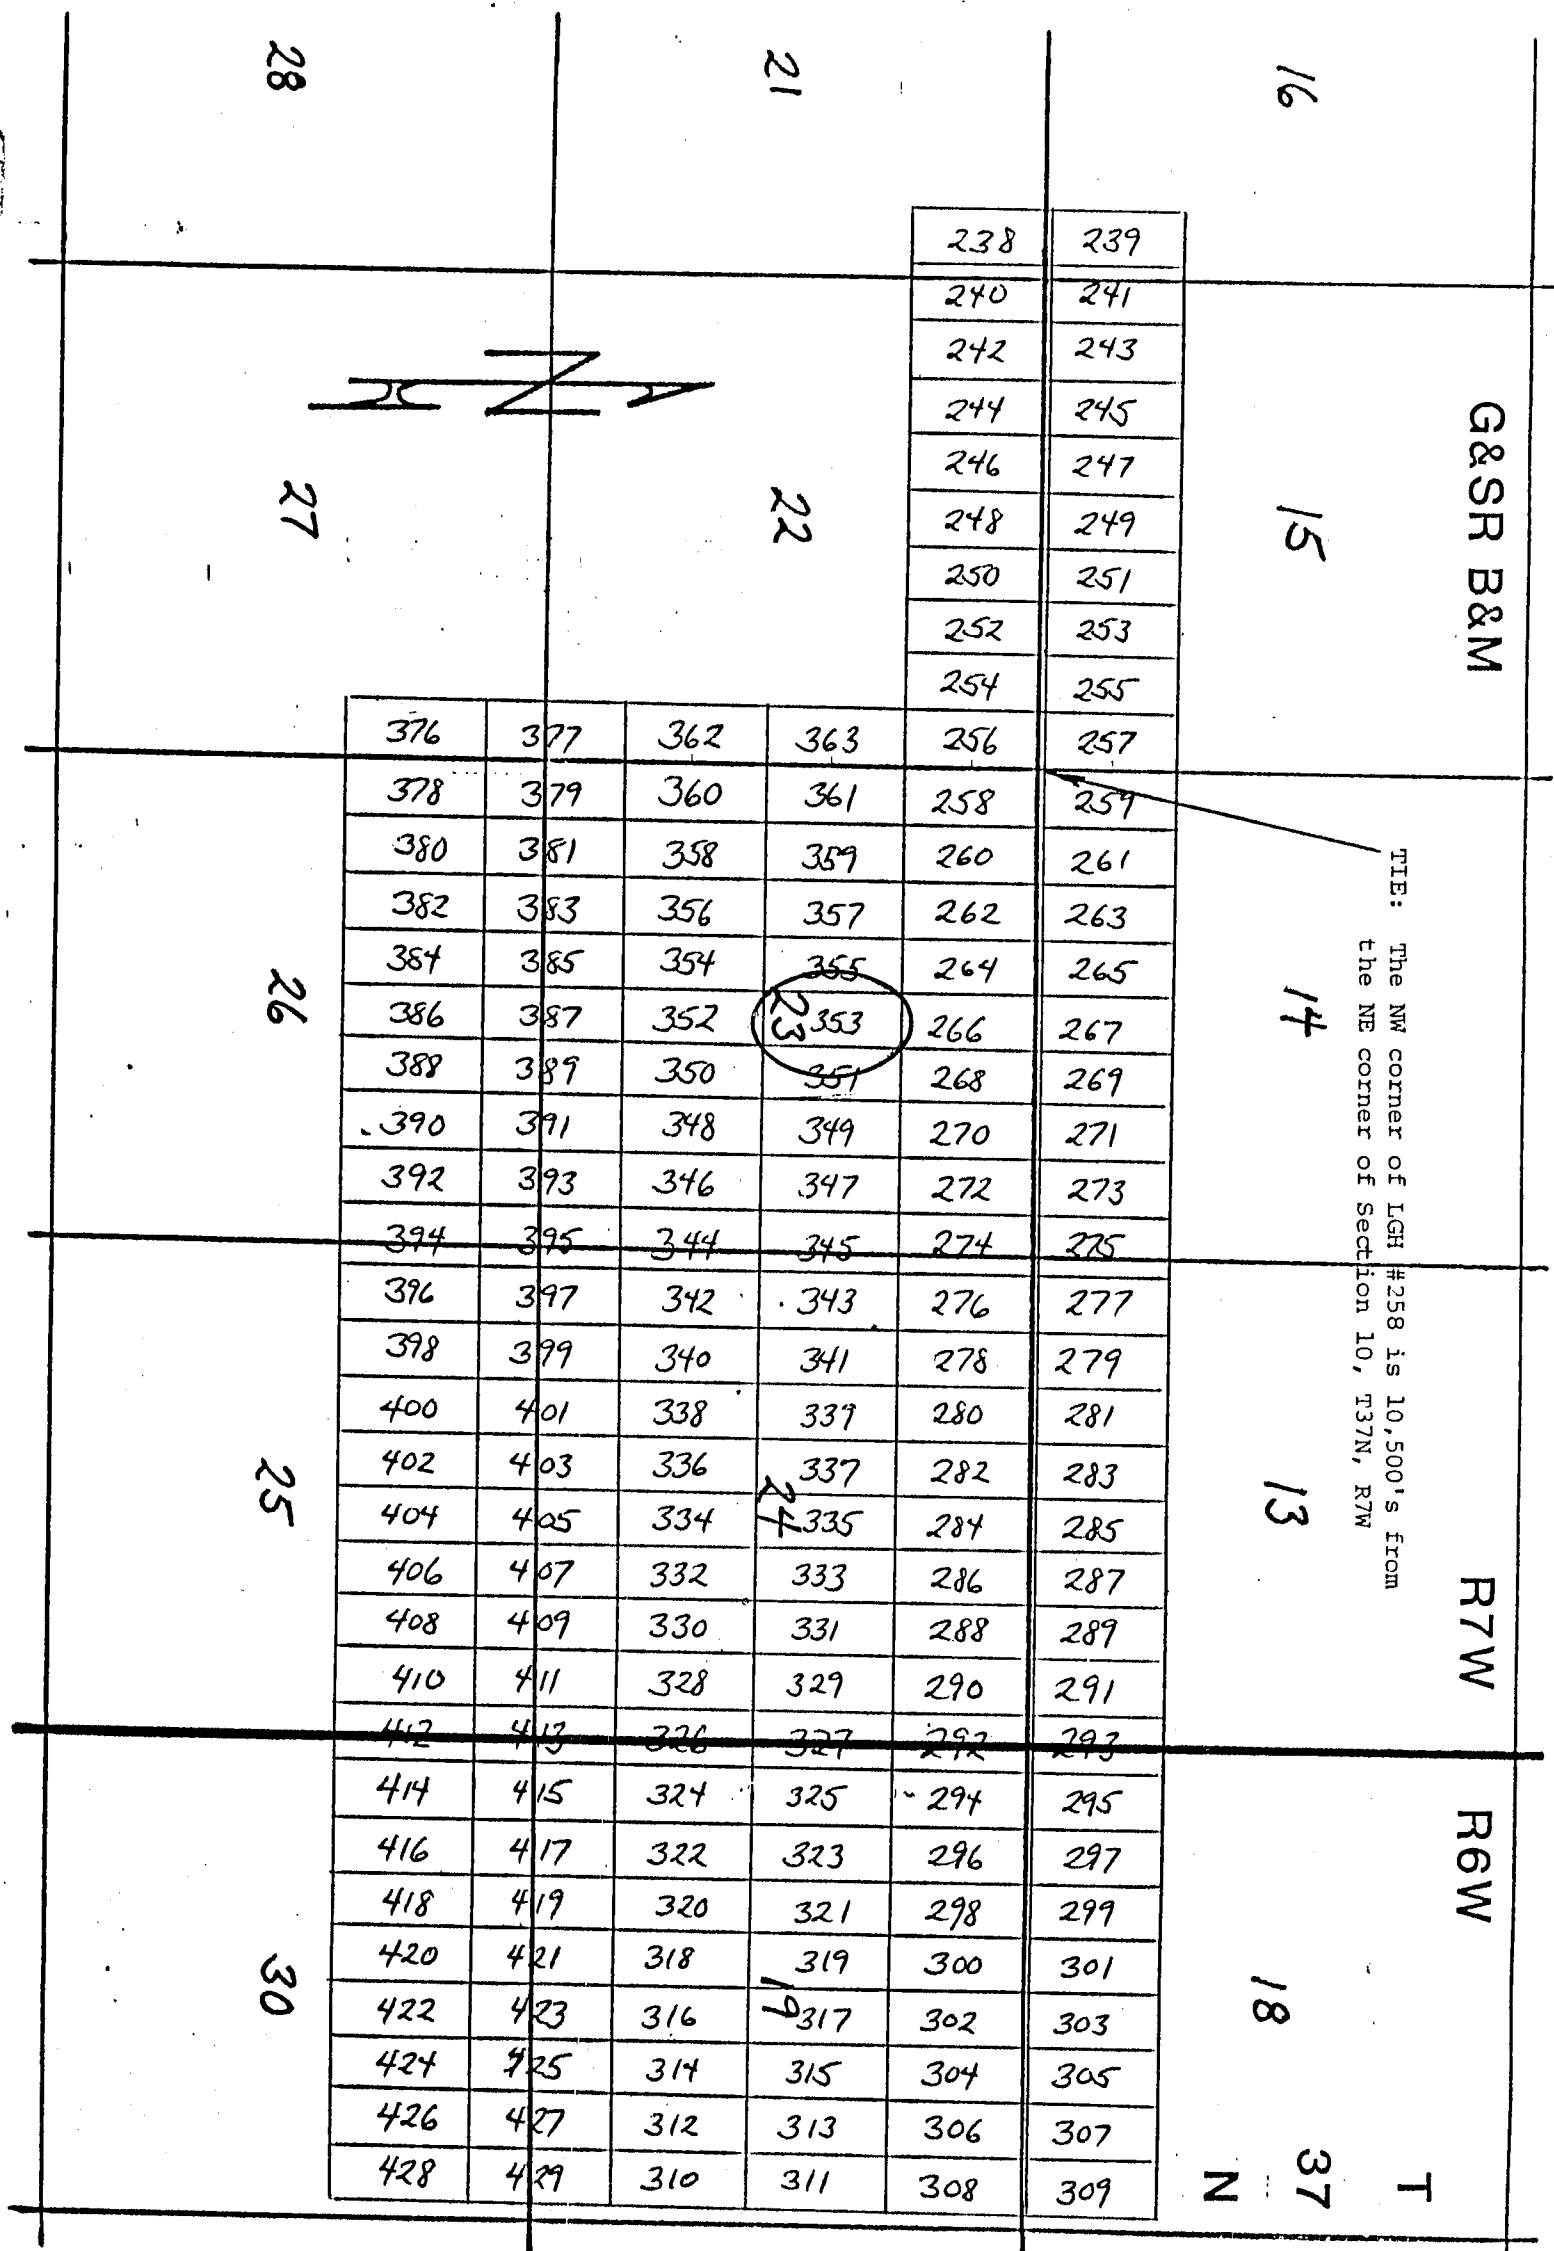 28 21 16
238 239
240 241
242 243
244 245
G&SR B&M
246 247
27 22 15
248 249
250 251
252 253
254 255
376 377 362 363 256 257
378 379 360 361 258 259
380 381 358 359 260 261
TIE: The NW corner of LGH #258 is 10,500's from
the NE corner of Section 10, T37N, R7W
382 383 356 357 262 263
384 385 354 355 264 265
26 23 14
386 387 352 353 266 267
388 389 350 351 268 269
390 391 348 349 270 271
392 393 346 347 272 273
394 395 344 345 274 275
396 397 342 343 276 277
398 399 340 341 278 279
400 401 338 339 280 281
402 403 336 337 282 283
25 24 13
404 405 334 335 284 285
406 407 332 333 286 287
408 409 330 331 288 289
R7W
410 411 328 329 290 291
412 413 326 327 292 293
414 415 324 325 294 295
416 417 322 323 296 297
R6W
418 419 320 321 298 299
420 421 318 319 300 301
30 19 18
422 423 316 317 302 303
424 425 314 315 304 305
426 427 312 313 306 307
428 429 310 311 308 309
T
37
N
N